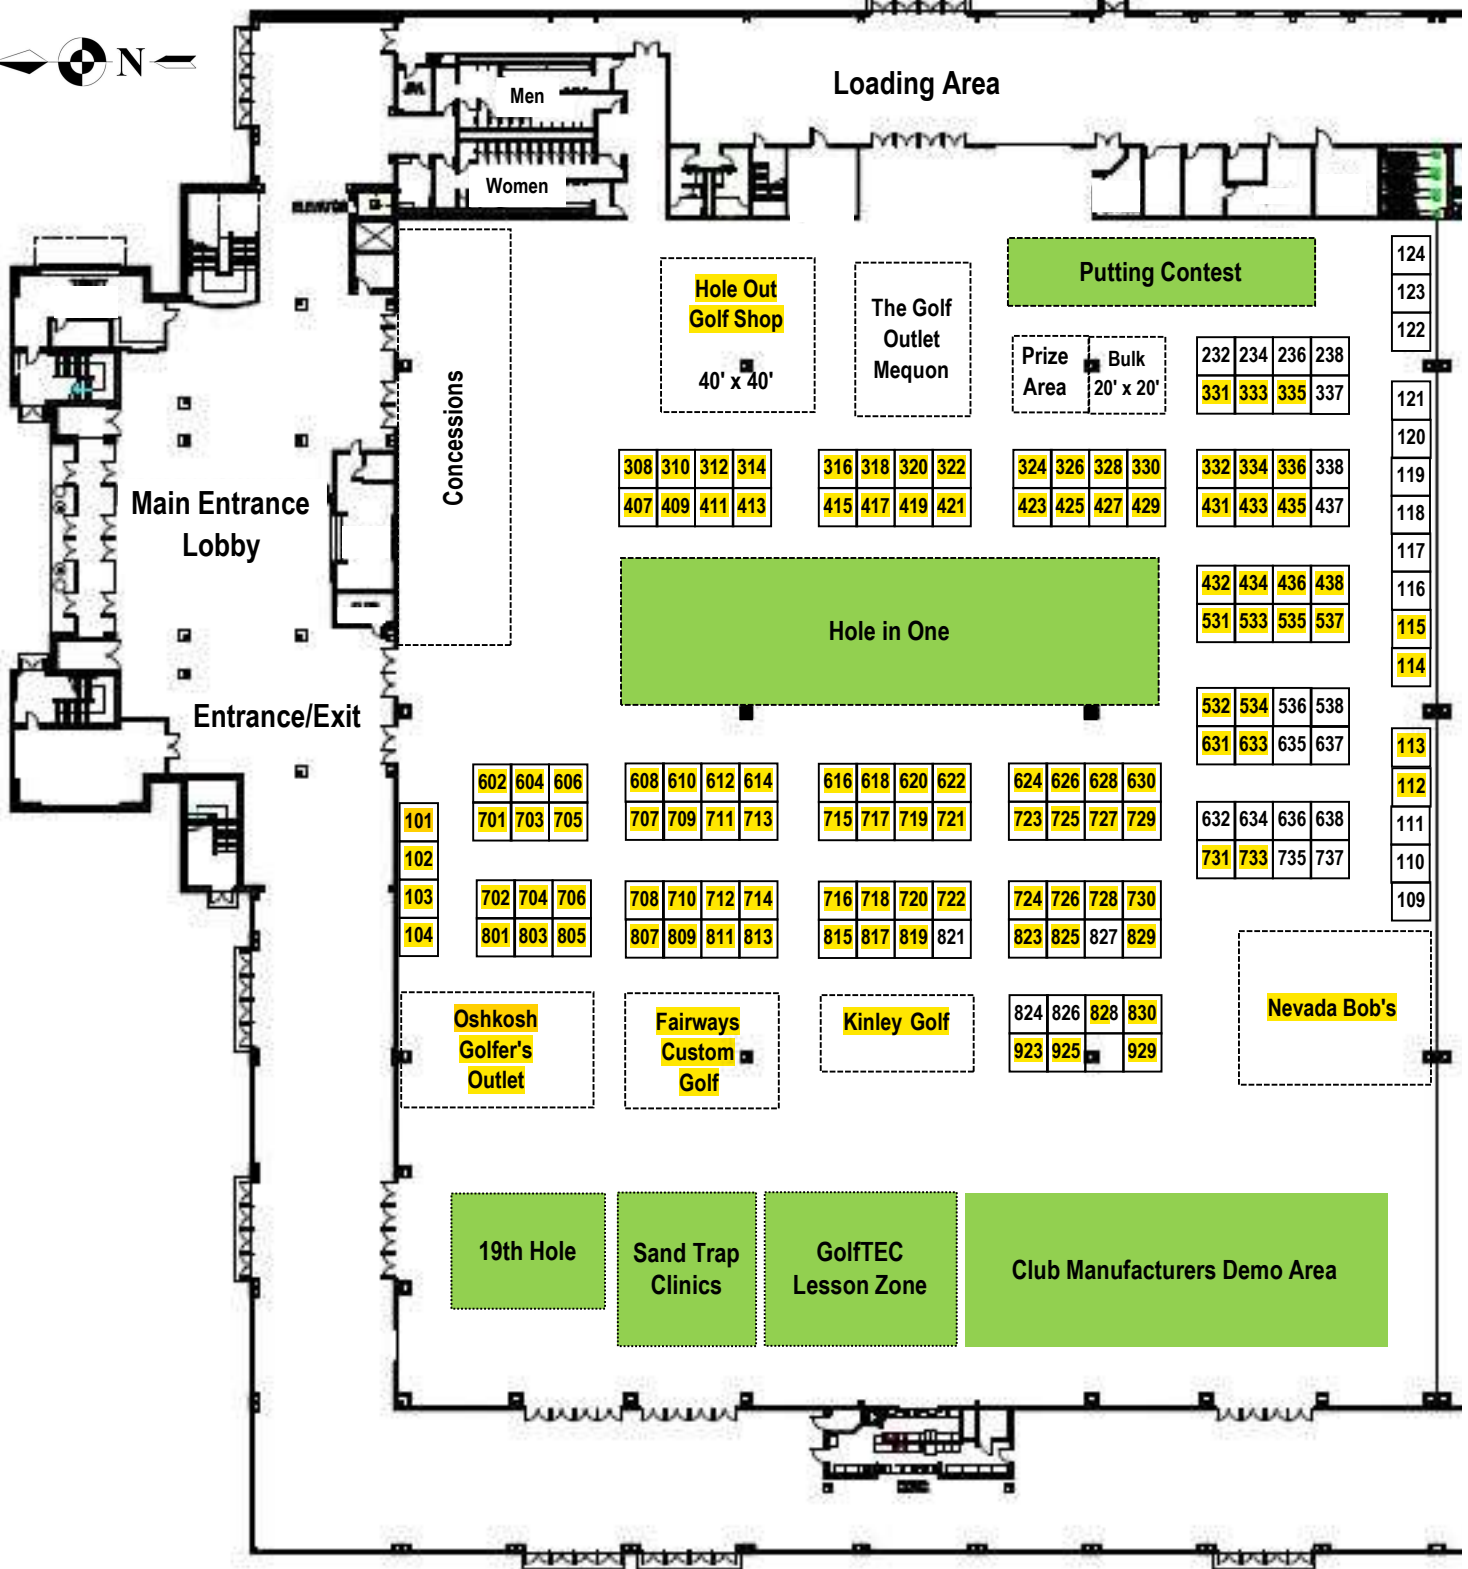 N
Loading Area
Men
Women
Putting Contest
Hole Out
Golf Shop
40' x 40'
The Golf
Outlet
Mequon
Prize
Area
Bulk
20' x 20'
Concessions
124
123
122
232 234 236 238
331 333 335 337
121
120
119
118
117
116
115
114
308 310 312 314
407 409 411 413
316 318 320 322
415 417 419 421
324 326 328 330
423 425 427 429
332 334 336 338
431 433 435 437
Main Entrance
Lobby
Hole in One
432 434 436 438
531 533 535 537
Entrance/Exit
532 534 536 538
631 633 635 637
113
112
111
110
109
101
102
103
104
602 604 606
701 703 705
608 610 612 614
707 709 711 713
616 618 620 622
715 717 719 721
624 626 628 630
723 725 727 729
632 634 636 638
731 733 735 737
702 704 706
801 803 805
708 710 712 714
807 809 811 813
716 718 720 722
815 817 819 821
724 726 728 730
823 825 827 829
Oshkosh
Golfer's
Outlet
Fairways
Custom
Golf
Kinley Golf
824 826 828 830
923 925 929
Nevada Bob's
19th Hole
Sand Trap
Clinics
GolfTEC
Lesson Zone
Club Manufacturers Demo Area